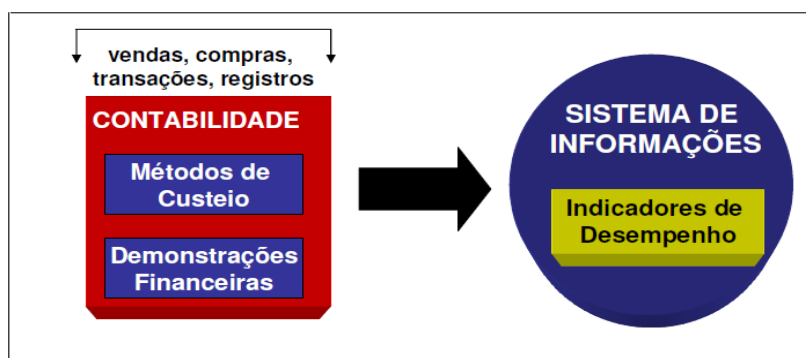 vendas, compras,
transações, registros
CONTABILIDADE
Métodos de
Custeio
Demonstrações
Financeiras
SISTEMA DE
INFORMAÇÕES
Indicadores de
Desempenho